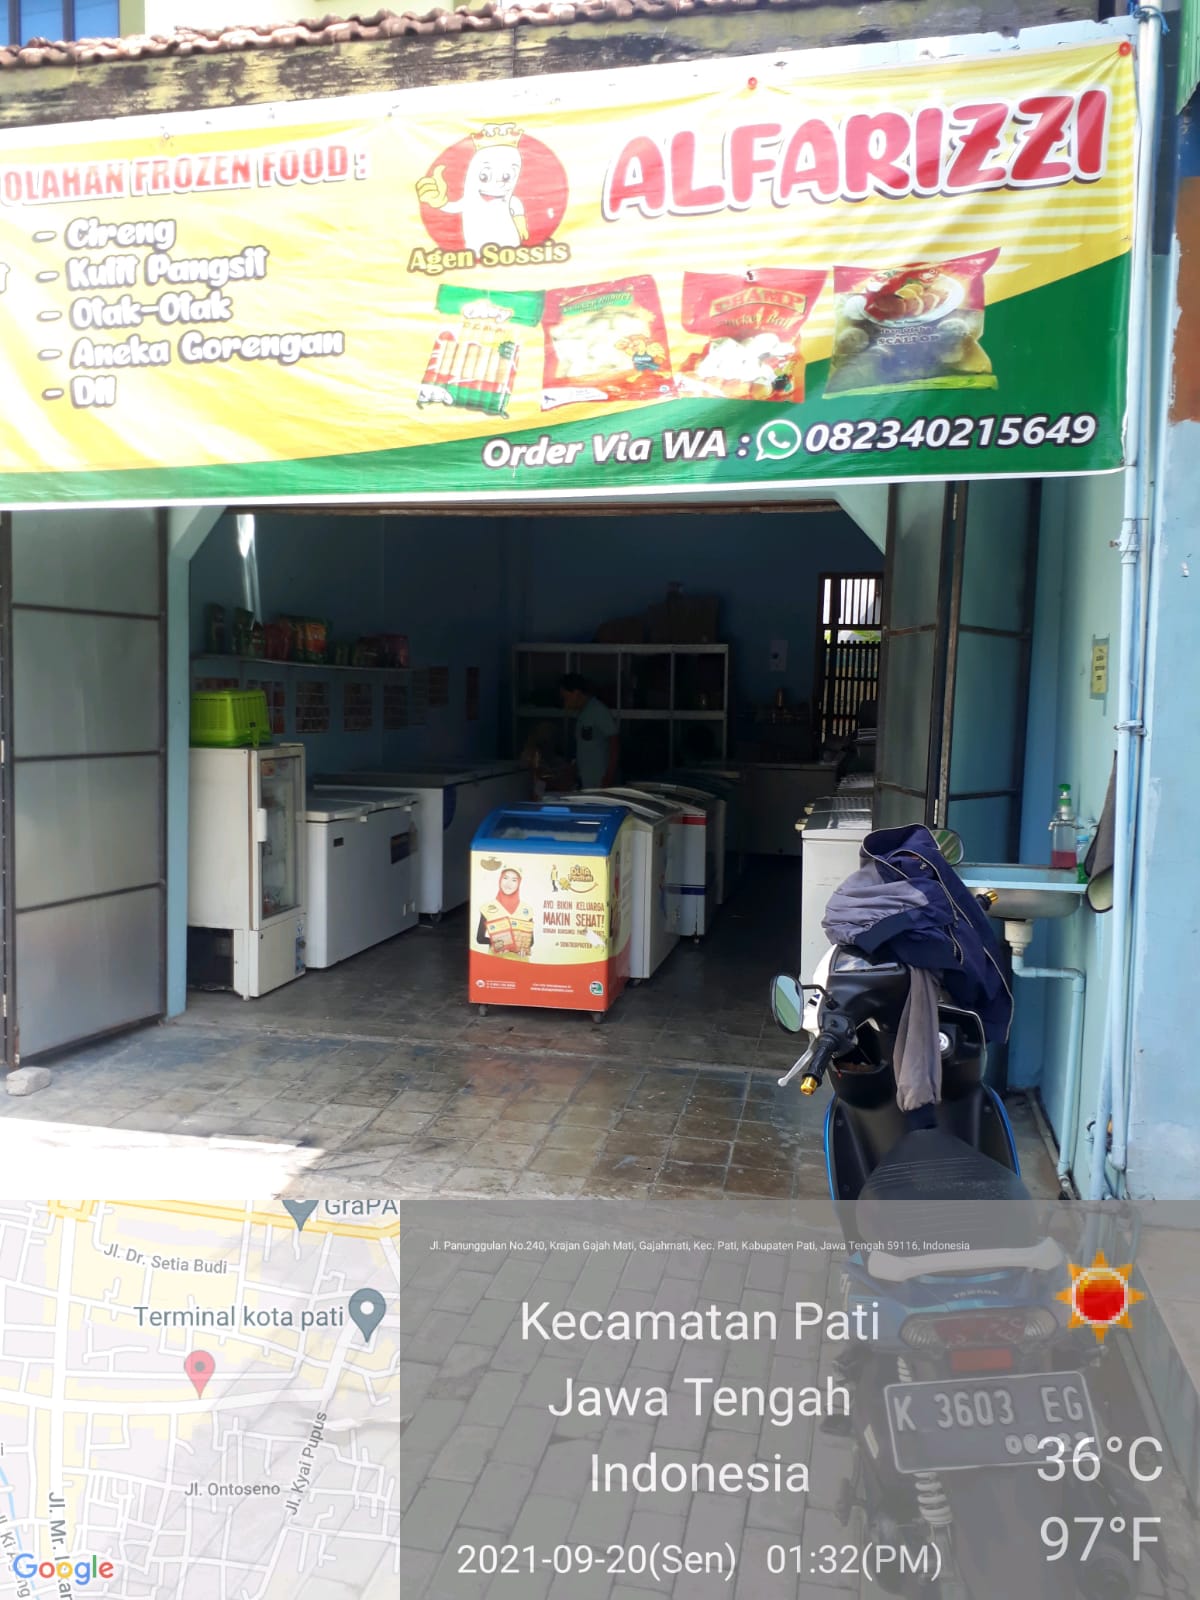 OLAHAN FROZEN FOOD :
- Cireng
- Kulit Pangsit
- Otak-Otak
- Aneka Gorengan
- Dll
Agen Sossis
ALFARIZZI
SCALLOP
Order Via WA : 082340215649
AYO BIKIN KELUARGA
MAKIN SEHAT!
YAMAHA
K 3603 EG
GraPA
Jl. Dr. Setia Budi
Terminal kota pati
Jl. Ontoseno
Jl. Kyai Pupus
Google
Jl. Panunggulan No.240, Krajan Gajah Mati, Gajahmati, Kec. Pati, Kabupaten Pati, Jawa Tengah 59116, Indonesia
Kecamatan Pati
Jawa Tengah
Indonesia
2021-09-20(Sen) 01:32(PM)
36°C
97°F